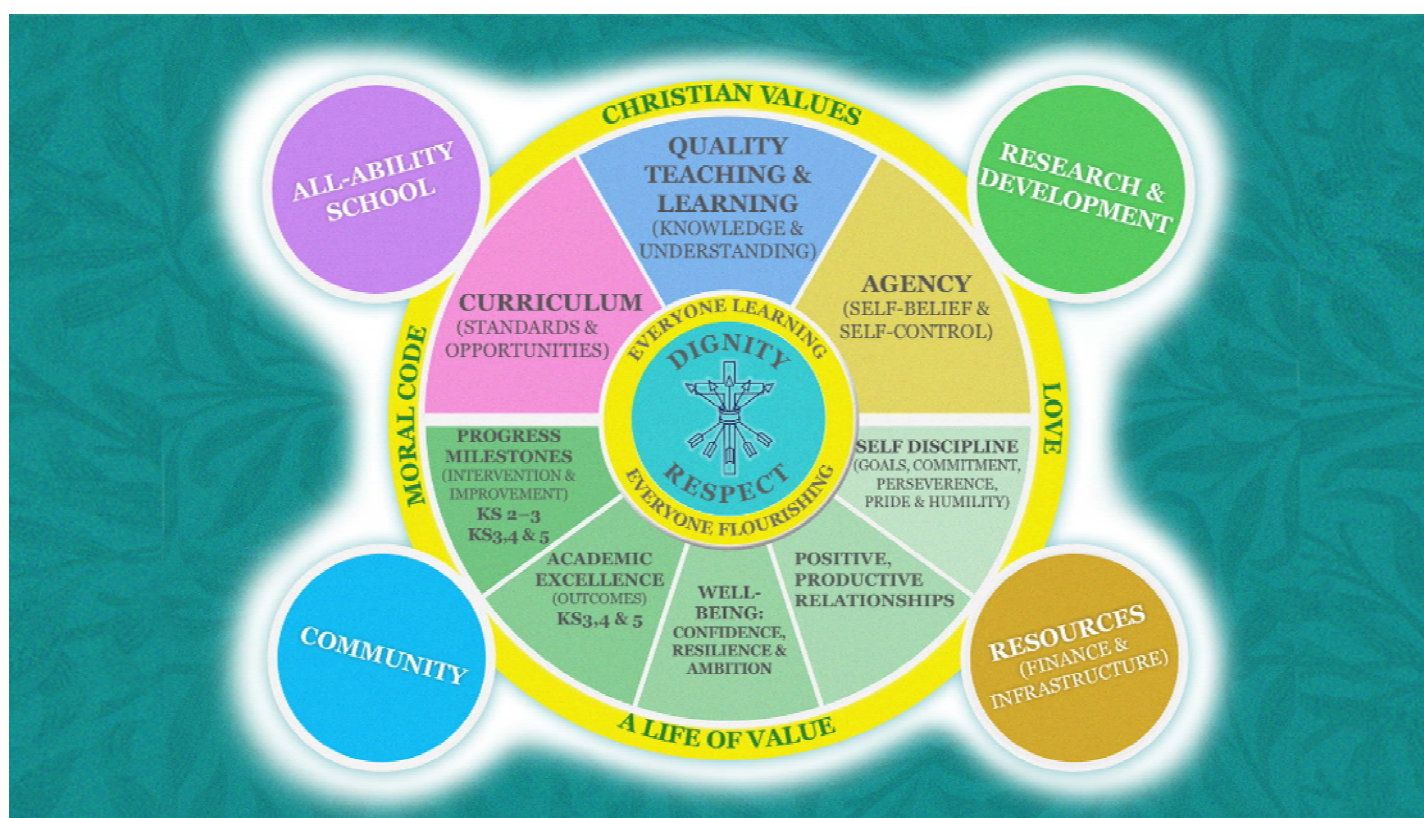 CHRISTIAN VALUES
ALL-ABILITY
SCHOOL
RESEARCH &
DEVELOPMENT
QUALITY
TEACHING &
LEARNING
(KNOWLEDGE &
UNDERSTANDING)
CURRICULUM
(STANDARDS &
OPPORTUNITIES)
AGENCY
(SELF-BELIEF &
SELF-CONTROL)
MORAL CODE
LOVE
EVERYONE LEARNING
DIGNITY
RESPECT
EVERYONE FLOURISHING
PROGRESS
MILESTONES
(INTERVENTION &
IMPROVEMENT)
KS 2–3
KS3,4 & 5
ACADEMIC
EXCELLENCE
(OUTCOMES)
KS3,4 & 5
WELL-
BEING:
CONFIDENCE,
RESILIENCE &
AMBITION
POSITIVE,
PRODUCTIVE
RELATIONSHIPS
SELF DISCIPLINE
(GOALS, COMMITMENT,
PERSEVERENCE,
PRIDE & HUMILITY)
COMMUNITY
RESOURCES
(FINANCE &
INFRASTRUCTURE)
A LIFE OF VALUE